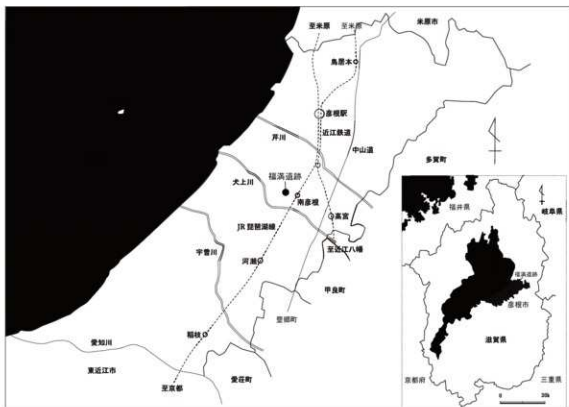 至米原
至米原
米原市
鳥居本
彦根駅
近江鉄道
芹川
中山道
多賀町
犬上川
福満遺跡
南彦根
高宮
JR琵琶湖線
至近江八幡
宇曽川
河瀬
甲良町
豊郷町
稲枝
愛知川
東近江市
愛荘町
至京都
福井県
岐阜県
福満遺跡
彦根市
滋賀県
京都府
三重県
0
20k